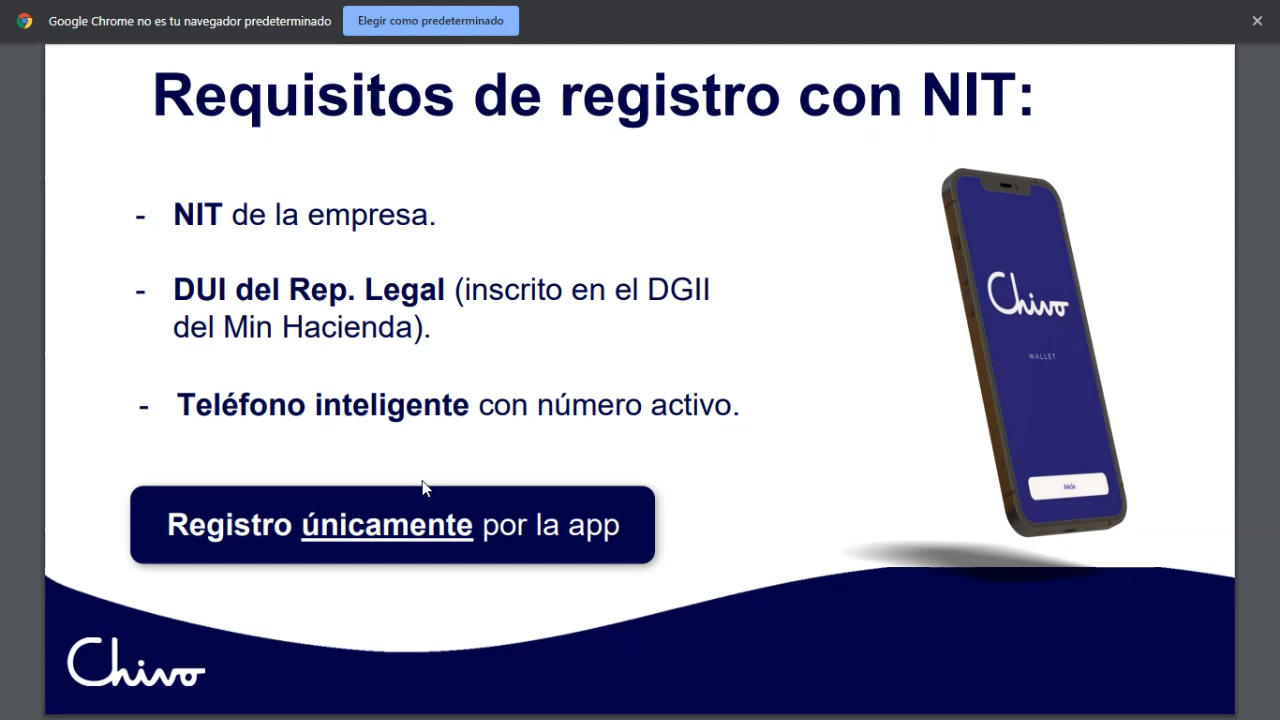 Google Chrome no es tu navegador predeterminado
Elegir como predeterminado
Requisitos de registro con NIT:
- NIT de la empresa.
- DUI del Rep. Legal (inscrito en el DGII
del Min Hacienda).
- Teléfono inteligente con número activo.
Chivo
WALLET
Inicio
Registro únicamente por la app
Chivo